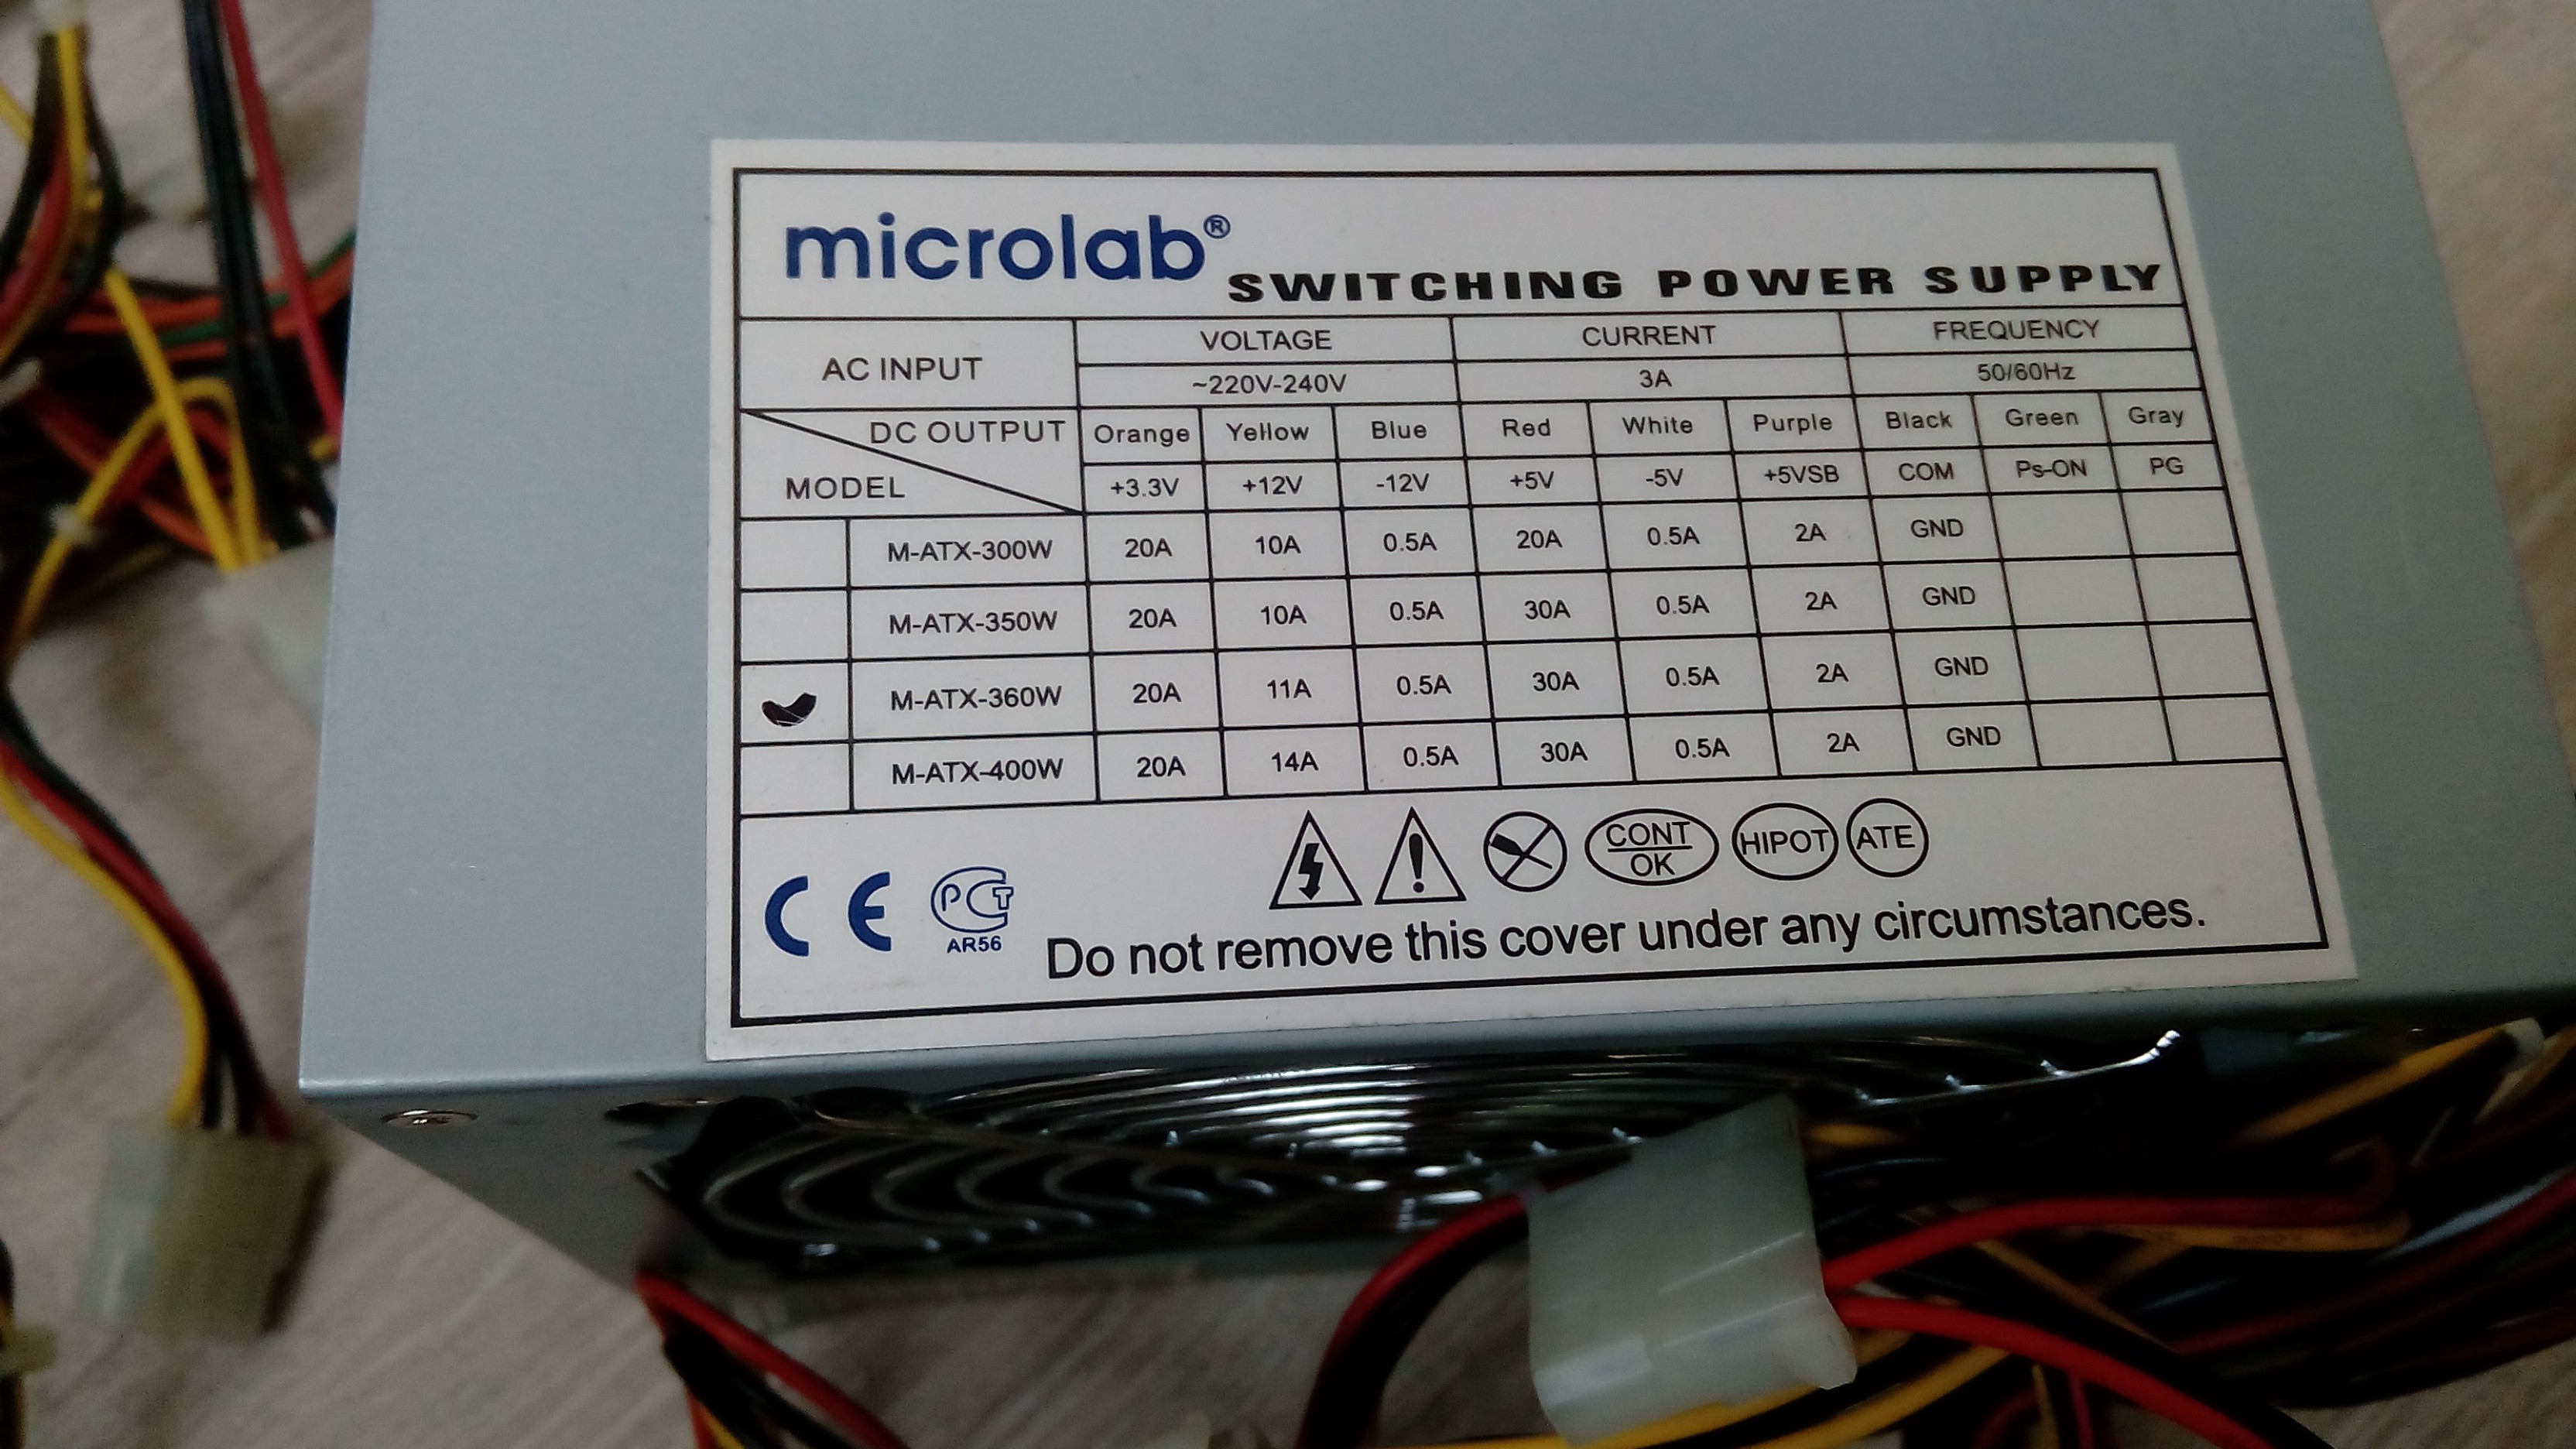 microlab®
SWITCHING POWER SUPPLY
AC INPUT VOLTAGE CURRENT FREQUENCY
~220V-240V 3A 50/60Hz
DC OUTPUT Orange Yellow Blue Red White Purple Black Green Gray
MODEL +3.3V +12V -12V +5V -5V +5VSB COM Ps-ON PG
M-ATX-300W 20A 10A 0.5A 20A 0.5A 2A GND
M-ATX-350W 20A 10A 0.5A 30A 0.5A 2A GND
M-ATX-360W 20A 11A 0.5A 30A 0.5A 2A GND
M-ATX-400W 20A 14A 0.5A 30A 0.5A 2A GND
CONT
OK
HIPOT
ATE
CE
РСТ
AR56
Do not remove this cover under any circumstances.